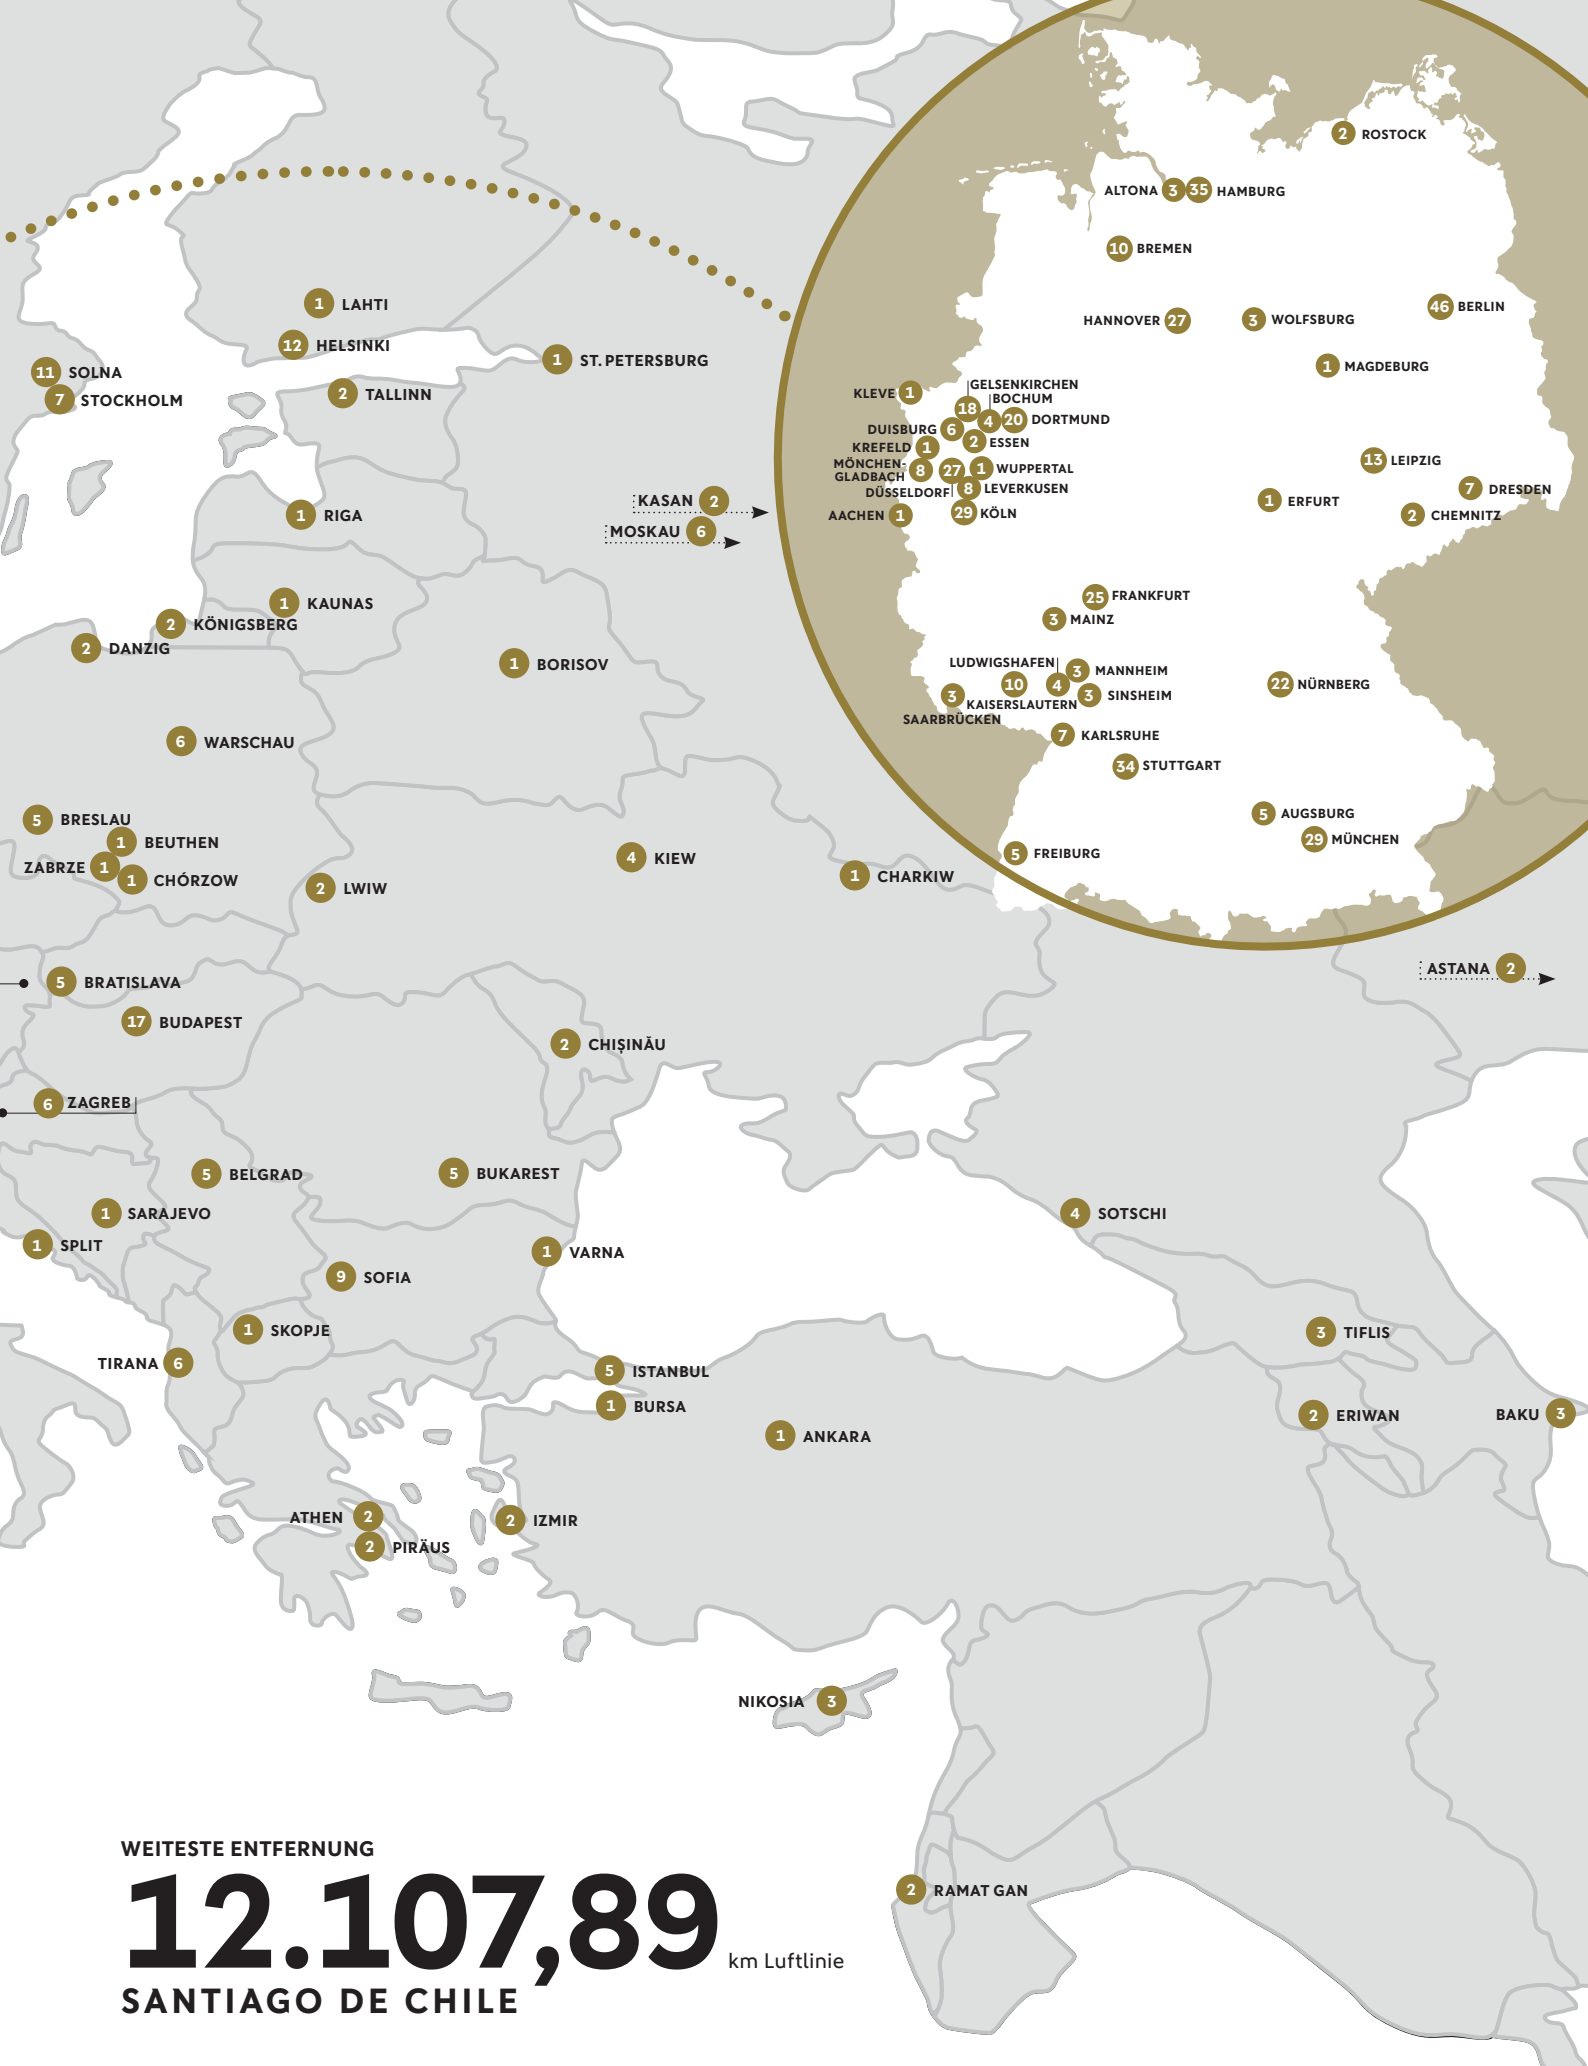 2 ROSTOCK
ALTONA 3 35 HAMBURG
10 BREMEN
HANNOVER 27
3 WOLFSBURG
46 BERLIN
1 MAGDEBURG
KLEVE 1
GELSENKIRCHEN
18
BOCHUM
4
20 DORTMUND
DUISBURG 6
2 ESSEN
KREFELD 1
MÖNCHEN-
GLADBACH 8
27
1 WUPPERTAL
DÜSSELDORF
8 LEVERKUSEN
AACHEN 1
29 KÖLN
13 LEIPZIG
7 DRESDEN
1 ERFURT
2 CHEMNITZ
25 FRANKFURT
3 MAINZ
LUDWIGSHAFEN
4
3 MANNHEIM
10
KAISERSLAUTERN
3 SINSHEIM
3
SAARBRÜCKEN
22 NÜRNBERG
7 KARLSRUHE
34 STUTTGART
5 AUGSBURG
29 MÜNCHEN
5 FREIBURG
1 LAHTI
12 HELSINKI
1 ST. PETERSBURG
11 SOLNA
7 STOCKHOLM
2 TALLINN
KASAN 2
MOSKAU 6
1 RIGA
1 KAUNAS
2 KÖNIGSBERG
2 DANZIG
1 BORISOV
6 WARSCHAU
5 BRESLAU
1 BEUTHEN
ZABRZE 1
1 CHÓRZOW
2 LWIW
4 KIEW
1 CHARKIW
ASTANA 2
5 BRATISLAVA
17 BUDAPEST
2 CHIȘINĂU
6 ZAGREB
5 BELGRAD
5 BUKAREST
1 SARAJEVO
1 SPLIT
4 SOTSCHI
1 VARNA
9 SOFIA
1 SKOPJE
3 TIFLIS
TIRANA 6
5 ISTANBUL
1 BURSA
2 ERIWAN
BAKU 3
1 ANKARA
ATHEN 2
2 IZMIR
2 PIRÄUS
NIKOSIA 3
2 RAMAT GAN
WEITESTE ENTFERNUNG
12.107,89 km Luftlinie
SANTIAGO DE CHILE